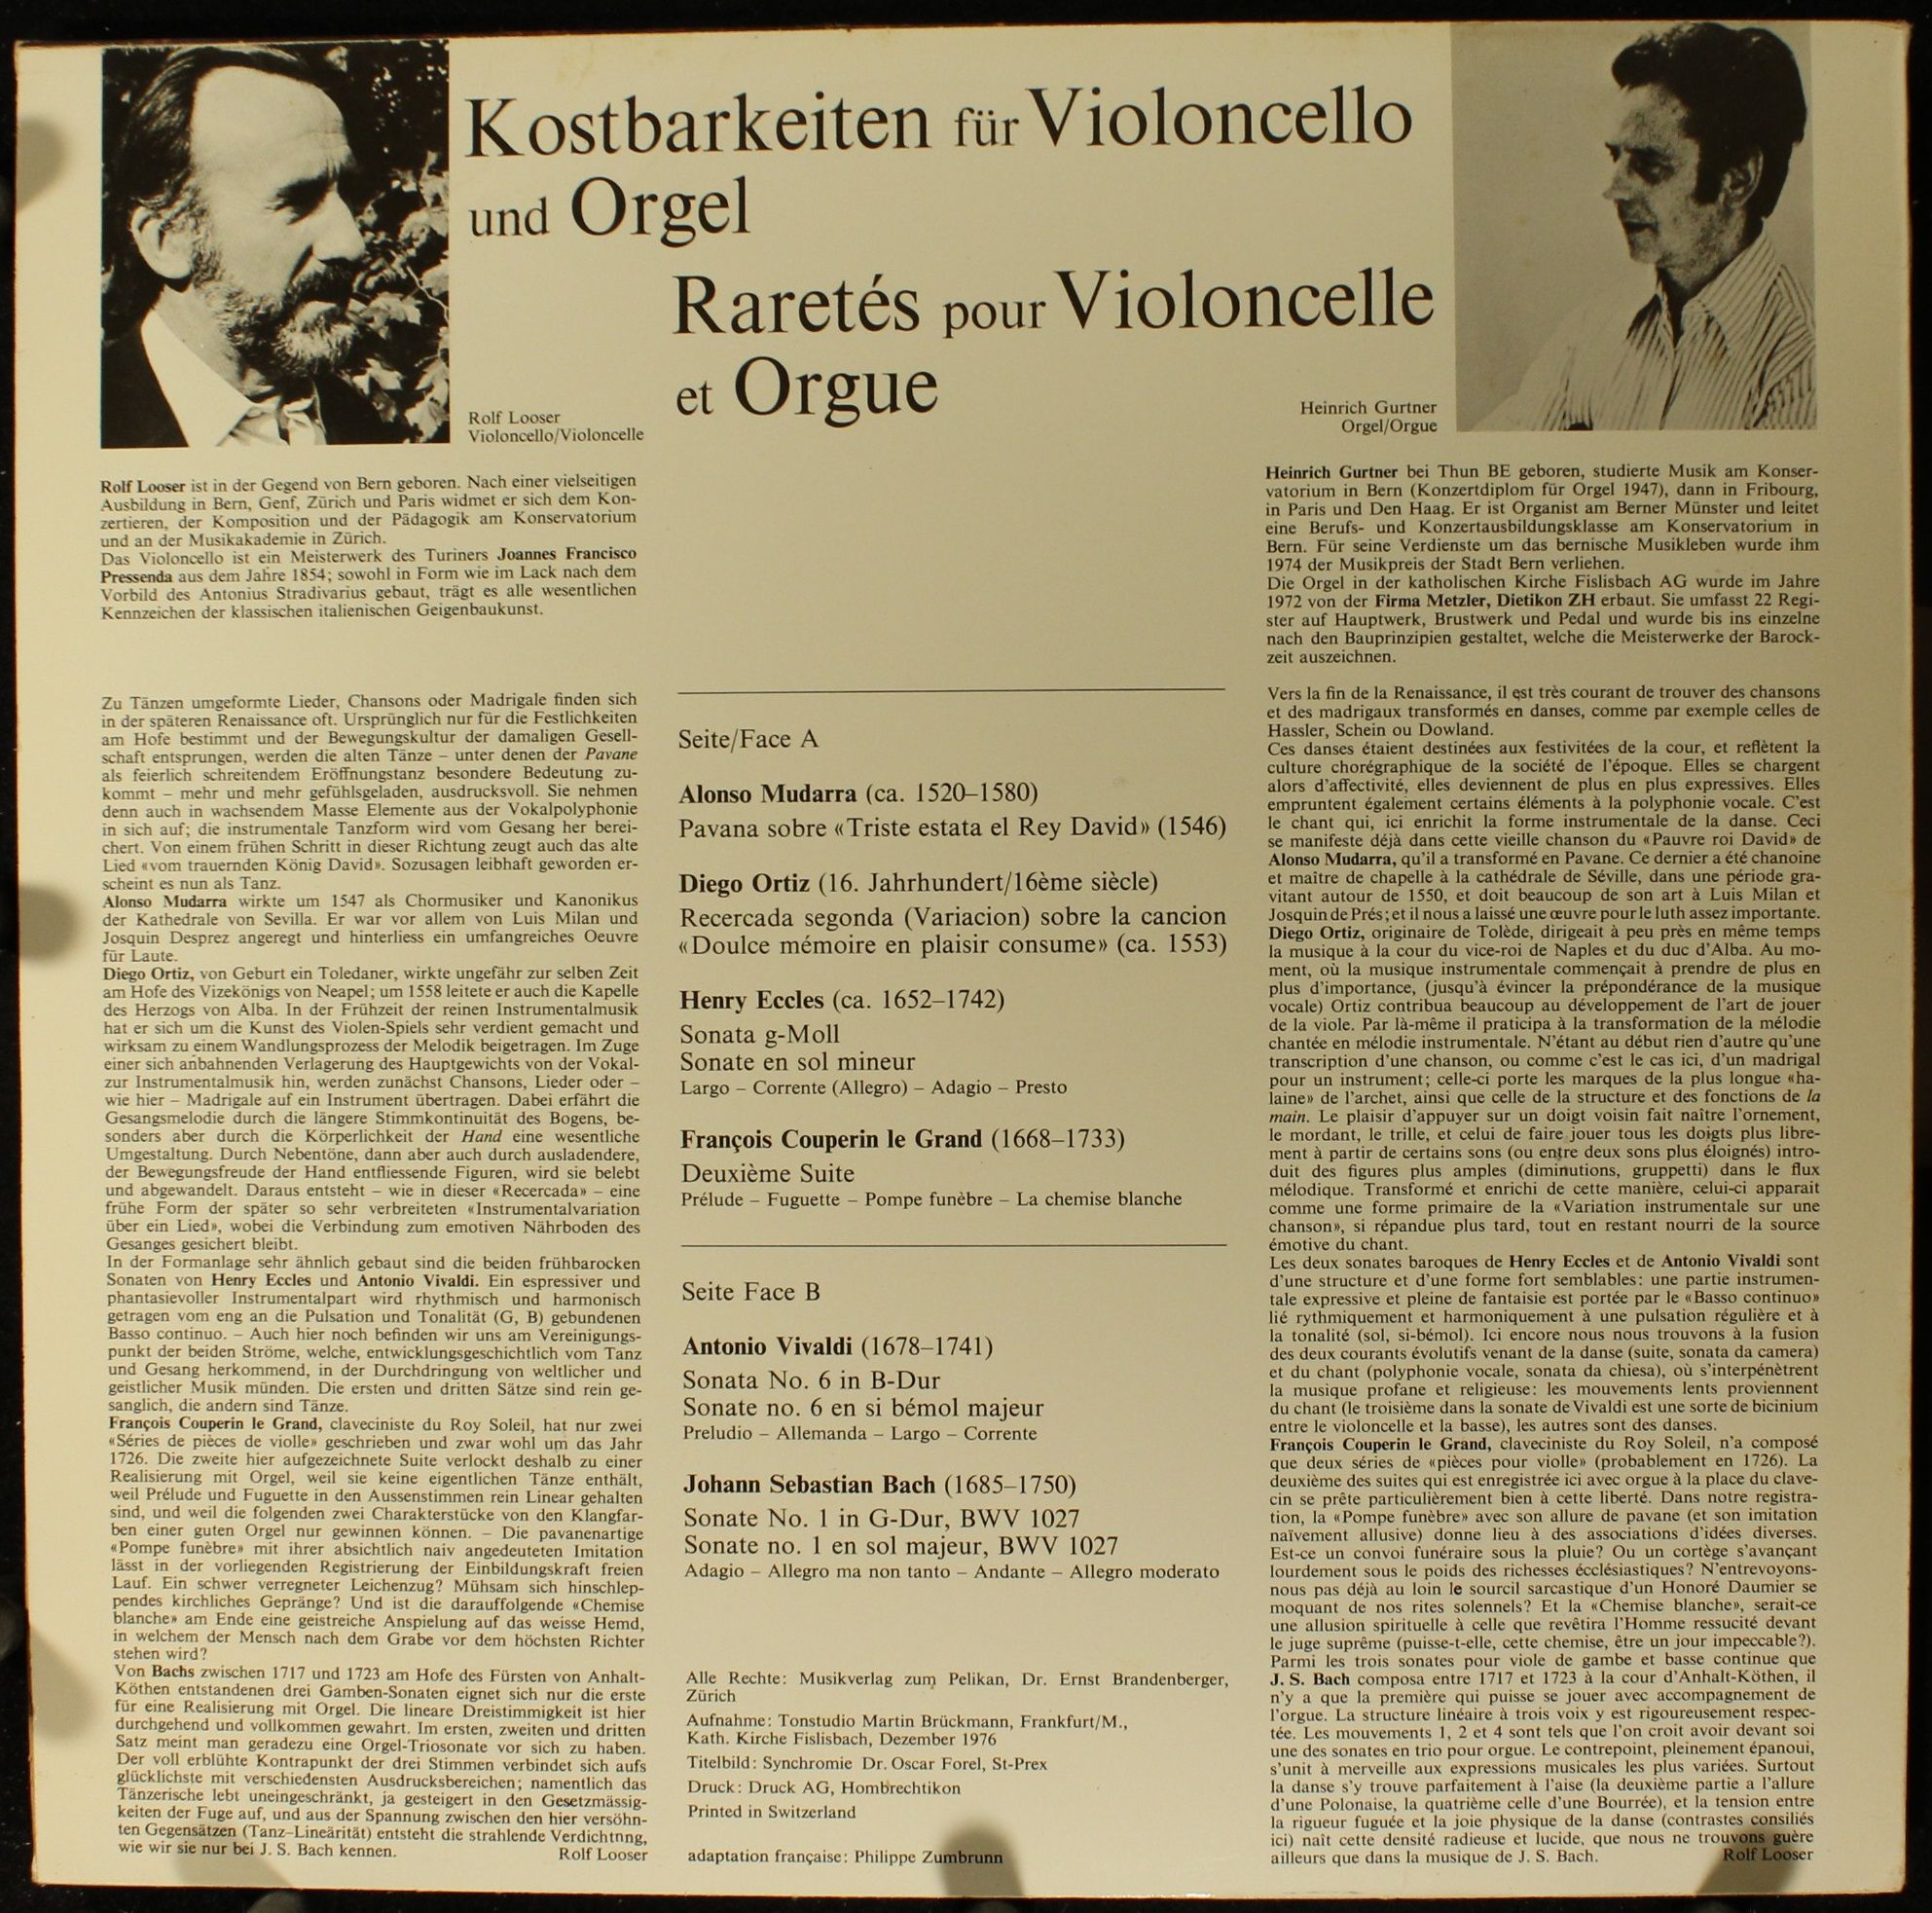 Kostbarkeiten für Violoncello
und Orgel
Raretés pour Violoncelle
et Orgue
Rolf Looser
Violoncello/Violoncelle
Heinrich Gurtner
Orgel/Orgue
Rolf Looser ist in der Gegend von Bern geboren. Nach einer vielseitigen
Ausbildung in Bern, Genf, Zürich und Paris widmet er sich dem Kon-
zertieren, der Komposition und der Pädagogik am Konservatorium
und an der Musikakademie in Zürich.
Das Violoncello ist ein Meisterwerk des Turiners Joannes Francisco
Pressenda aus dem Jahre 1854; sowohl in Form wie im Lack nach dem
Vorbild des Antonius Stradivarius gebaut, trägt es alle wesentlichen
Kennzeichen der klassischen italienischen Geigenbaukunst.
Heinrich Gurtner bei Thun BE geboren, studierte Musik am Konser-
vatorium in Bern (Konzertdiplom für Orgel 1947), dann in Fribourg,
in Paris und Den Haag. Er ist Organist am Berner Münster und leitet
eine Berufs- und Konzertausbildungsklasse am Konservatorium in
Bern. Für seine Verdienste um das bernische Musikleben wurde ihm
1974 der Musikpreis der Stadt Bern verliehen.
Die Orgel in der katholischen Kirche Fislisbach AG wurde im Jahre
1972 von der Firma Metzler, Dietikon ZH erbaut. Sie umfasst 22 Regi-
ster auf Hauptwerk, Brustwerk und Pedal und wurde bis ins einzelne
nach den Bauprinzipien gestaltet, welche die Meisterwerke der Barock-
zeit auszeichnen.
Zu Tänzen umgeformte Lieder, Chansons oder Madrigale finden sich
in der späteren Renaissance oft. Ursprünglich nur für die Festlichkeiten
am Hofe bestimmt und der Bewegungskultur der damaligen Gesell-
schaft entsprungen, werden die alten Tänze – unter denen der Pavane
als feierlich schreitendem Eröffnungstanz besondere Bedeutung zu-
kommt – mehr und mehr gefühlsgeladen, ausdrucksvoll. Sie nehmen
denn auch in wachsendem Masse Elemente aus der Vokalpolyphonie
in sich auf; die instrumentale Tanzform wird vom Gesang her berei-
chert. Von einem frühen Schritt in dieser Richtung zeugt auch das alte
Lied «vom trauernden König David». Sozusagen leibhaft geworden er-
scheint es nun als Tanz.
Alonso Mudarra wirkte um 1547 als Chormusiker und Kanonikus
der Kathedrale von Sevilla. Er war vor allem von Luis Milan und
Josquin Desprez angeregt und hinterliess ein umfangreiches Oeuvre
für Laute.
Diego Ortiz, von Geburt ein Toledaner, wirkte ungefähr zur selben Zeit
am Hofe des Vizekönigs von Neapel; um 1558 leitete er auch die Kapelle
des Herzogs von Alba. In der Frühzeit der reinen Instrumentalmusik
hat er sich um die Kunst des Violen-Spiels sehr verdient gemacht und
wirksam zu einem Wandlungsprozess der Melodik beigetragen. Im Zuge
einer sich anbahnenden Verlagerung des Hauptgewichts von der Vokal-
zur Instrumentalmusik hin, werden zunächst Chansons, Lieder oder –
wie hier – Madrigale auf ein Instrument übertragen. Dabei erfährt die
Gesangsmelodie durch die längere Stimmkontinuität des Bogens, be-
sonders aber durch die Körperlichkeit der Hand eine wesentliche
Umgestaltung. Durch Nebentöne, dann aber auch durch ausladendere,
der Bewegungsfreude der Hand entfliessende Figuren, wird sie belebt
und abgewandelt. Daraus entsteht – wie in dieser «Recercada» – eine
frühe Form der später so sehr verbreiteten «Instrumentalvariation
über ein Lied», wobei die Verbindung zum emotiven Nährboden des
Gesanges gesichert bleibt.
In der Formanlage sehr ähnlich gebaut sind die beiden frühbarocken
Sonaten von Henry Eccles und Antonio Vivaldi. Ein espressiver und
phantasievoller Instrumentalpart wird rhythmisch und harmonisch
getragen vom eng an die Pulsation und Tonalität (G, B) gebundenen
Basso continuo. – Auch hier noch befinden wir uns am Vereinigungs-
punkt der beiden Ströme, welche, entwicklungsgeschichtlich vom Tanz
und Gesang herkommend, in der Durchdringung von weltlicher und
geistlicher Musik münden. Die ersten und dritten Sätze sind rein ge-
sanglich, die andern sind Tänze.
François Couperin le Grand, claveciniste du Roy Soleil, hat nur zwei
«Séries de pièces de violle» geschrieben und zwar wohl um das Jahr
1726. Die zweite hier aufgezeichnete Suite verlockt deshalb zu einer
Realisierung mit Orgel, weil sie keine eigentlichen Tänze enthält,
weil Prélude und Fuguette in den Aussenstimmen rein Linear gehalten
sind, und weil die folgenden zwei Charakterstücke von den Klangfar-
ben einer guten Orgel nur gewinnen können. – Die pavanenartige
«Pompe funèbre» mit ihrer absichtlich naiv angedeuteten Imitation
lässt in der vorliegenden Registrierung der Einbildungskraft freien
Lauf. Ein schwer verregneter Leichenzug? Mühsam sich hinschlep-
pendes kirchliches Gepränge? Und ist die darauffolgende «Chemise
blanche» am Ende eine geistreiche Anspielung auf das weisse Hemd,
in welchem der Mensch nach dem Grabe vor dem höchsten Richter
stehen wird?
Von Bachs zwischen 1717 und 1723 am Hofe des Fürsten von Anhalt-
Köthen entstandenen drei Gamben-Sonaten eignet sich nur die erste
für eine Realisierung mit Orgel. Die lineare Dreistimmigkeit ist hier
durchgehend und vollkommen gewahrt. Im ersten, zweiten und dritten
Satz meint man geradezu eine Orgel-Triosonate vor sich zu haben.
Der voll erblühte Kontrapunkt der drei Stimmen verbindet sich aufs
glücklichste mit verschiedensten Ausdrucksbereichen; namentlich das
Tänzerische lebt uneingeschränkt, ja gesteigert in den Gesetzmässig-
keiten der Fuge auf, und aus der Spannung zwischen den hier versöhn-
ten Gegensätzen (Tanz–Lineärität) entsteht die strahlende Verdichtnng,
wie wir sie nur bei J. S. Bach kennen. Rolf Looser
Seite/Face A
Alonso Mudarra (ca. 1520–1580)
Pavana sobre «Triste estata el Rey David» (1546)
Diego Ortiz (16. Jahrhundert/16ème siècle)
Recercada segonda (Variacion) sobre la cancion
«Doulce mémoire en plaisir consume» (ca. 1553)
Henry Eccles (ca. 1652–1742)
Sonata g-Moll
Sonate en sol mineur
Largo – Corrente (Allegro) – Adagio – Presto
François Couperin le Grand (1668–1733)
Deuxième Suite
Prélude – Fuguette – Pompe funèbre – La chemise blanche
Seite Face B
Antonio Vivaldi (1678–1741)
Sonata No. 6 in B-Dur
Sonate no. 6 en si bémol majeur
Preludio – Allemanda – Largo – Corrente
Johann Sebastian Bach (1685–1750)
Sonate No. 1 in G-Dur, BWV 1027
Sonate no. 1 en sol majeur, BWV 1027
Adagio – Allegro ma non tanto – Andante – Allegro moderato
Alle Rechte: Musikverlag zum Pelikan, Dr. Ernst Brandenberger,
Zürich
Aufnahme: Tonstudio Martin Brückmann, Frankfurt/M.,
Kath. Kirche Fislisbach, Dezember 1976
Titelbild: Synchromie Dr. Oscar Forel, St-Prex
Druck: Druck AG, Hombrechtikon
Printed in Switzerland
adaptation française: Philippe Zumbrunn
Vers la fin de la Renaissance, il est très courant de trouver des chansons
et des madrigaux transformés en danses, comme par exemple celles de
Hassler, Schein ou Dowland.
Ces danses étaient destinées aux festivitées de la cour, et reflètent la
culture chorégraphique de la société de l'époque. Elles se chargent
alors d'affectivité, elles deviennent de plus en plus expressives. Elles
empruntent également certains éléments à la polyphonie vocale. C'est
le chant qui, ici enrichit la forme instrumentale de la danse. Ceci
se manifeste déjà dans cette vieille chanson du «Pauvre roi David» de
Alonso Mudarra, qu'il a transformé en Pavane. Ce dernier a été chanoine
et maître de chapelle à la cathédrale de Séville, dans une période gra-
vitant autour de 1550, et doit beaucoup de son art à Luis Milan et
Josquin de Prés; et il nous a laissé une œuvre pour le luth assez importante.
Diego Ortiz, originaire de Tolède, dirigeait à peu près en même temps
la musique à la cour du vice-roi de Naples et du duc d'Alba. Au mo-
ment, où la musique instrumentale commençait à prendre de plus en
plus d'importance, (jusqu'à évincer la prépondérance de la musique
vocale) Ortiz contribua beaucoup au développement de l'art de jouer
de la viole. Par là-même il praticipa à la transformation de la mélodie
chantée en mélodie instrumentale. N'étant au début rien d'autre qu'une
transcription d'une chanson, ou comme c'est le cas ici, d'un madrigal
pour un instrument; celle-ci porte les marques de la plus longue «ha-
laine» de l'archet, ainsi que celle de la structure et des fonctions de la
main. Le plaisir d'appuyer sur un doigt voisin fait naître l'ornement,
le mordant, le trille, et celui de faire jouer tous les doigts plus libre-
ment à partir de certains sons (ou entre deux sons plus éloignés) intro-
duit des figures plus amples (diminutions, gruppetti) dans le flux
mélodique. Transformé et enrichi de cette manière, celui-ci apparait
comme une forme primaire de la «Variation instrumentale sur une
chanson», si répandue plus tard, tout en restant nourri de la source
émotive du chant.
Les deux sonates baroques de Henry Eccles et de Antonio Vivaldi sont
d'une structure et d'une forme fort semblables: une partie instrumen-
tale expressive et pleine de fantaisie est portée par le «Basso continuo»
lié rythmiquement et harmoniquement à une pulsation régulière et à
la tonalité (sol, si-bémol). Ici encore nous nous trouvons à la fusion
des deux courants évolutifs venant de la danse (suite, sonata da camera)
et du chant (polyphonie vocale, sonata da chiesa), où s'interpénètrent
la musique profane et religieuse: les mouvements lents proviennent
du chant (le troisième dans la sonate de Vivaldi est une sorte de bicinium
entre le violoncelle et la basse), les autres sont des danses.
François Couperin le Grand, claveciniste du Roy Soleil, n'a composé
que deux séries de «pièces pour violle» (probablement en 1726). La
deuxième des suites qui est enregistrée ici avec orgue à la place du clave-
cin se prête particulièrement bien à cette liberté. Dans notre registra-
tion, la «Pompe funèbre» avec son allure de pavane (et son imitation
naïvement allusive) donne lieu à des associations d'idées diverses.
Est-ce un convoi funéraire sous la pluie? Ou un cortège s'avançant
lourdement sous le poids des richesses écclésiastiques? N'entrevoyons-
nous pas déjà au loin le sourcil sarcastique d'un Honoré Daumier se
moquant de nos rites solennels? Et la «Chemise blanche», serait-ce
une allusion spirituelle à celle que revêtira l'Homme ressucité devant
le juge suprême (puisse-t-elle, cette chemise, être un jour impeccable?).
Parmi les trois sonates pour viole de gambe et basse continue que
J. S. Bach composa entre 1717 et 1723 à la cour d'Anhalt-Köthen, il
n'y a que la première qui puisse se jouer avec accompagnement de
l'orgue. La structure linéaire à trois voix y est rigoureusement respec-
tée. Les mouvements 1, 2 et 4 sont tels que l'on croit avoir devant soi
une des sonates en trio pour orgue. Le contrepoint, pleinement épanoui,
s'unit à merveille aux expressions musicales les plus variées. Surtout
la danse s'y trouve parfaitement à l'aise (la deuxième partie a l'allure
d'une Polonaise, la quatrième celle d'une Bourrée), et la tension entre
la rigueur fuguée et la joie physique de la danse (contrastes consiliés
ici) naît cette densité radieuse et lucide, que nous ne trouvons guère
ailleurs que dans la musique de J. S. Bach. Rolf Looser